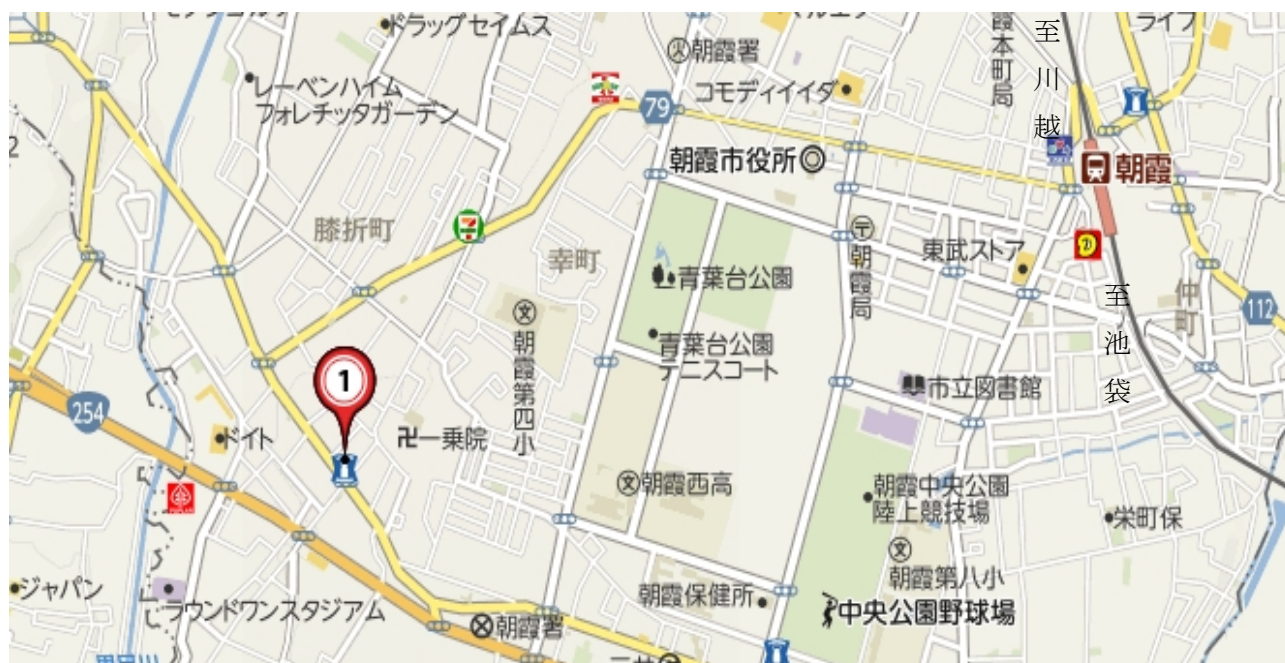 ドラッグセイムス
朝霞署
コモディイイダ
霞本町局
至川越
ライフ
レーベンハイム
フォレチッタガーデン
79
2
朝霞市役所
朝霞
膝折町
幸町
青葉台公園
朝霞局
東武ストア
仲町
112
至池袋
青葉台公園
テニスコート
朝霞第四小
1
254
市立図書館
ドイト
卍一乗院
朝霞西高
朝霞中央公園
陸上競技場
栄町保
朝霞第八小
ジャパン
ラウンドワンスタジアム
朝霞保健所
中央公園野球場
朝霞署